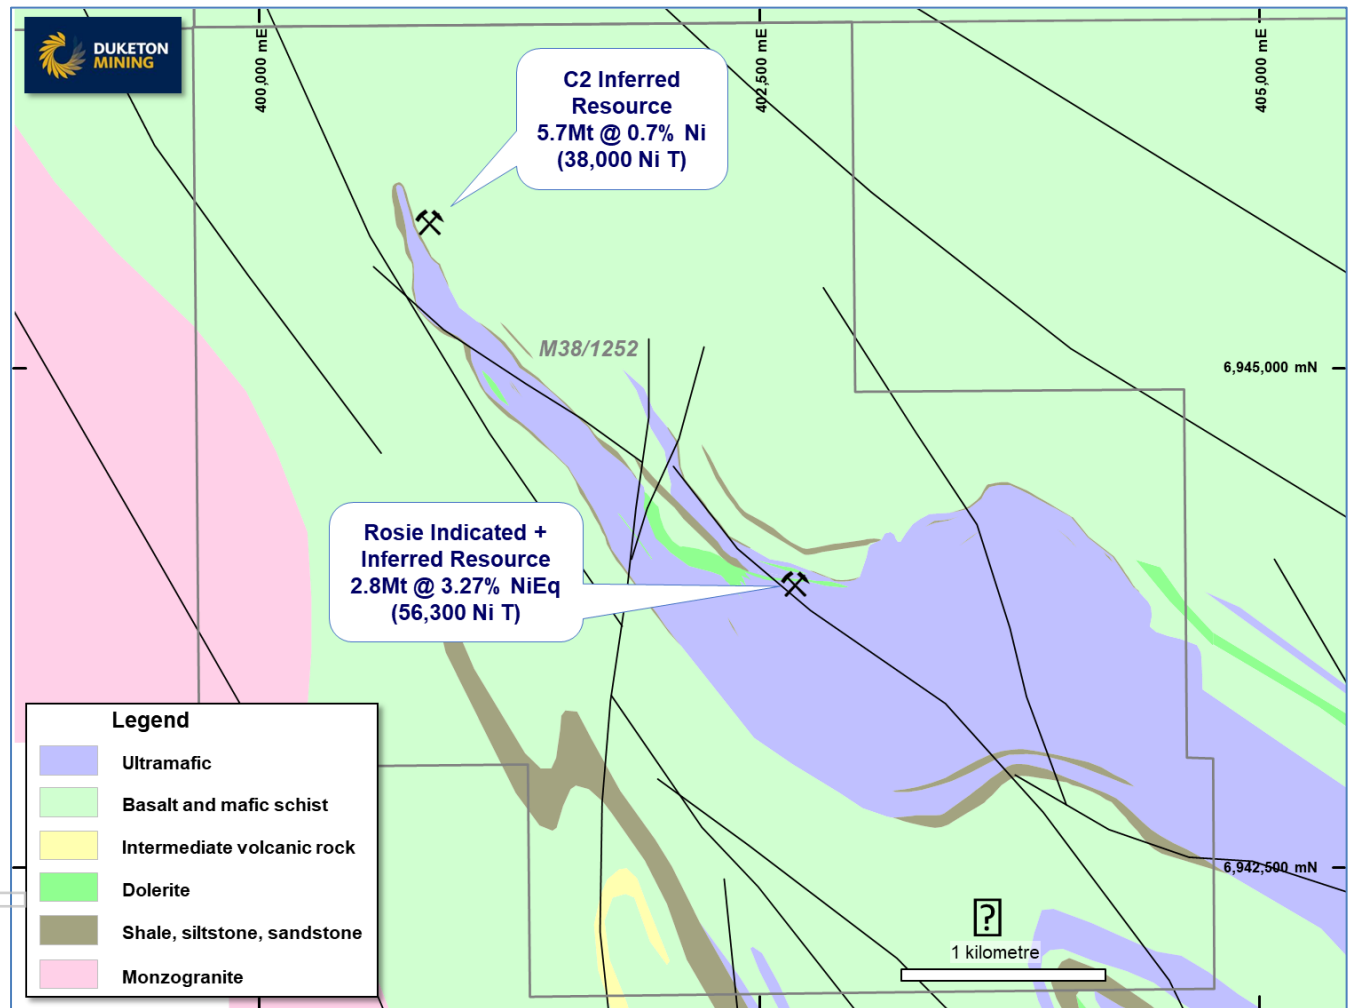 DUKETON
MINING
400,000 mE
402,500 mE
405,000 mE
C2 Inferred
Resource
5.7Mt @ 0.7% Ni
(38,000 Ni T)
M38/1252
6,945,000 mN
Rosie Indicated +
Inferred Resource
2.8Mt @ 3.27% NiEq
(56,300 Ni T)
Legend
Ultramafic
Basalt and mafic schist
Intermediate volcanic rock
Dolerite
Shale, siltstone, sandstone
Monzogranite
6,942,500 mN
?
1 kilometre